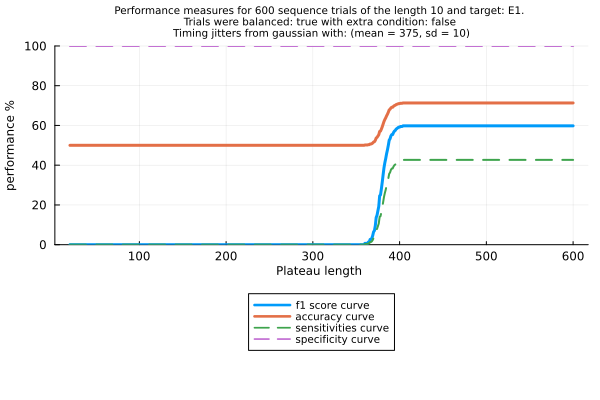 Performance measures for 600 sequence trials of the length 10 and target: E1.
Trials were balanced: true with extra condition: false
Timing jitters from gaussian with: (mean = 375, sd = 10)
100
80
60
40
20
0
performance %
100 200 300 400 500 600
Plateau length
f1 score curve
accuracy curve
sensitivities curve
specificity curve